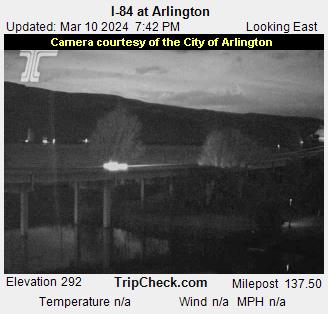 I-84 at Arlington
Updated: Mar 10 2024 7:42 PM Looking East
Camera courtesy of the City of Arlington
Elevation 292 TripCheck.com Milepost 137.50
Temperature n/a Wind n/a MPH n/a